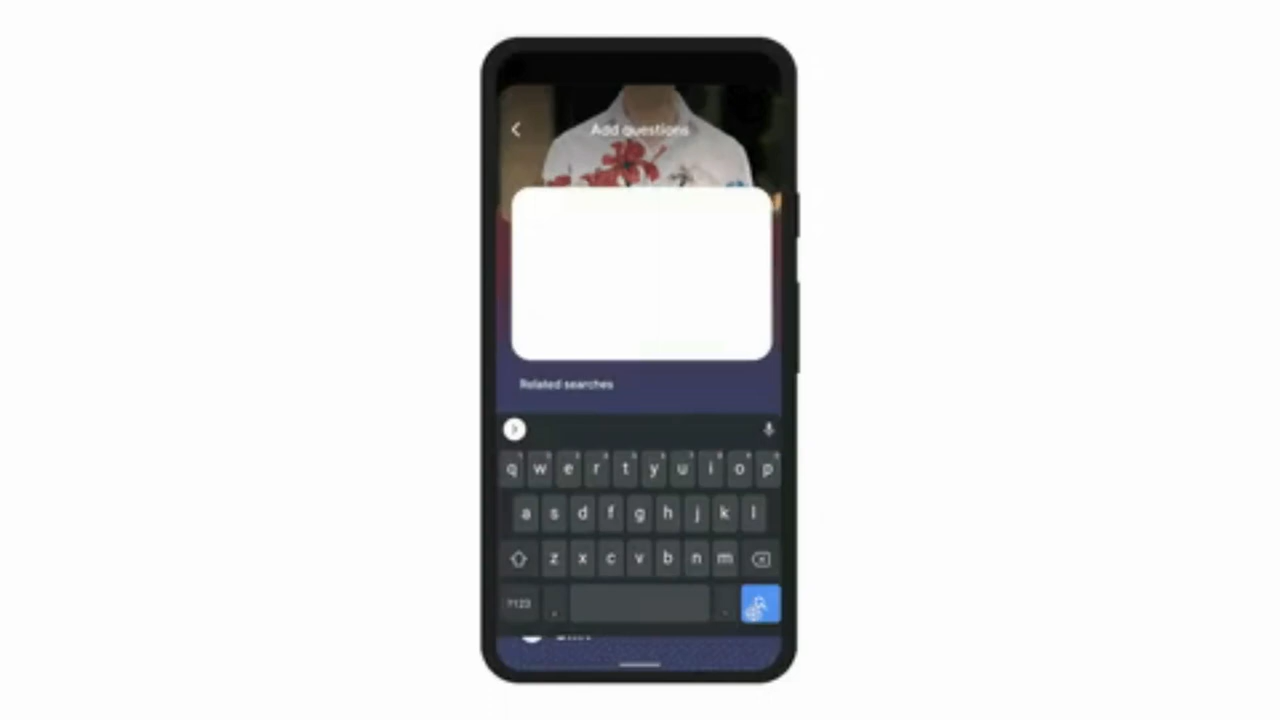 Add questions
Related searches
q w e r t y u i o p
a s d f g h j k l
z x c v b n m
?123 , .